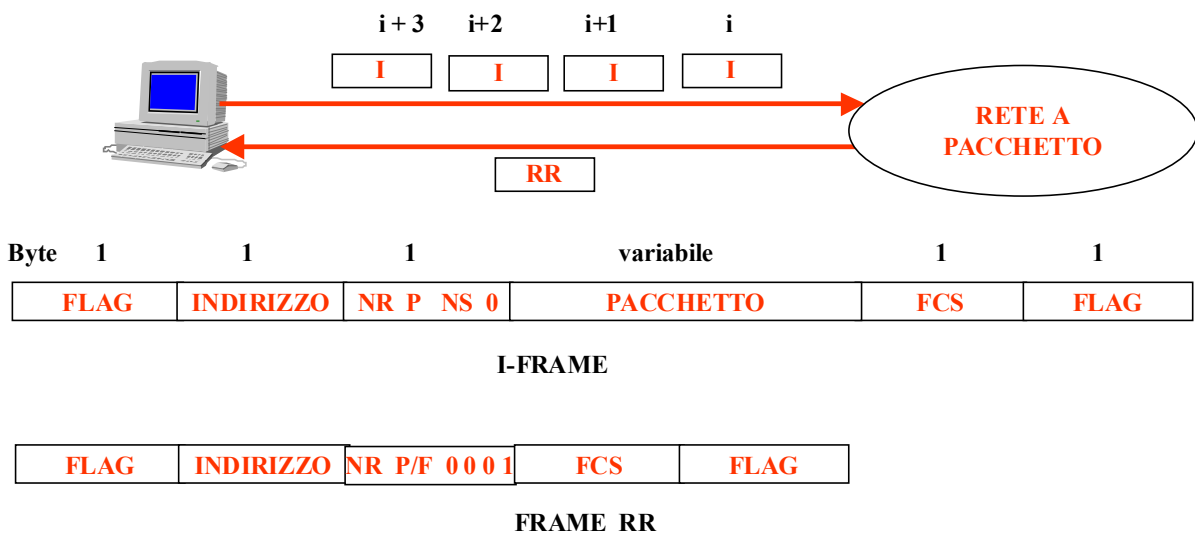 i + 3 i+2 i+1 i
I I I I
RETE A
PACCHETTO
RR
Byte 1 1 1 variabile 1 1
FLAG INDIRIZZO NR P NS 0 PACCHETTO FCS FLAG
I-FRAME
FLAG INDIRIZZO NR P/F 0 0 0 1 FCS FLAG
FRAME RR